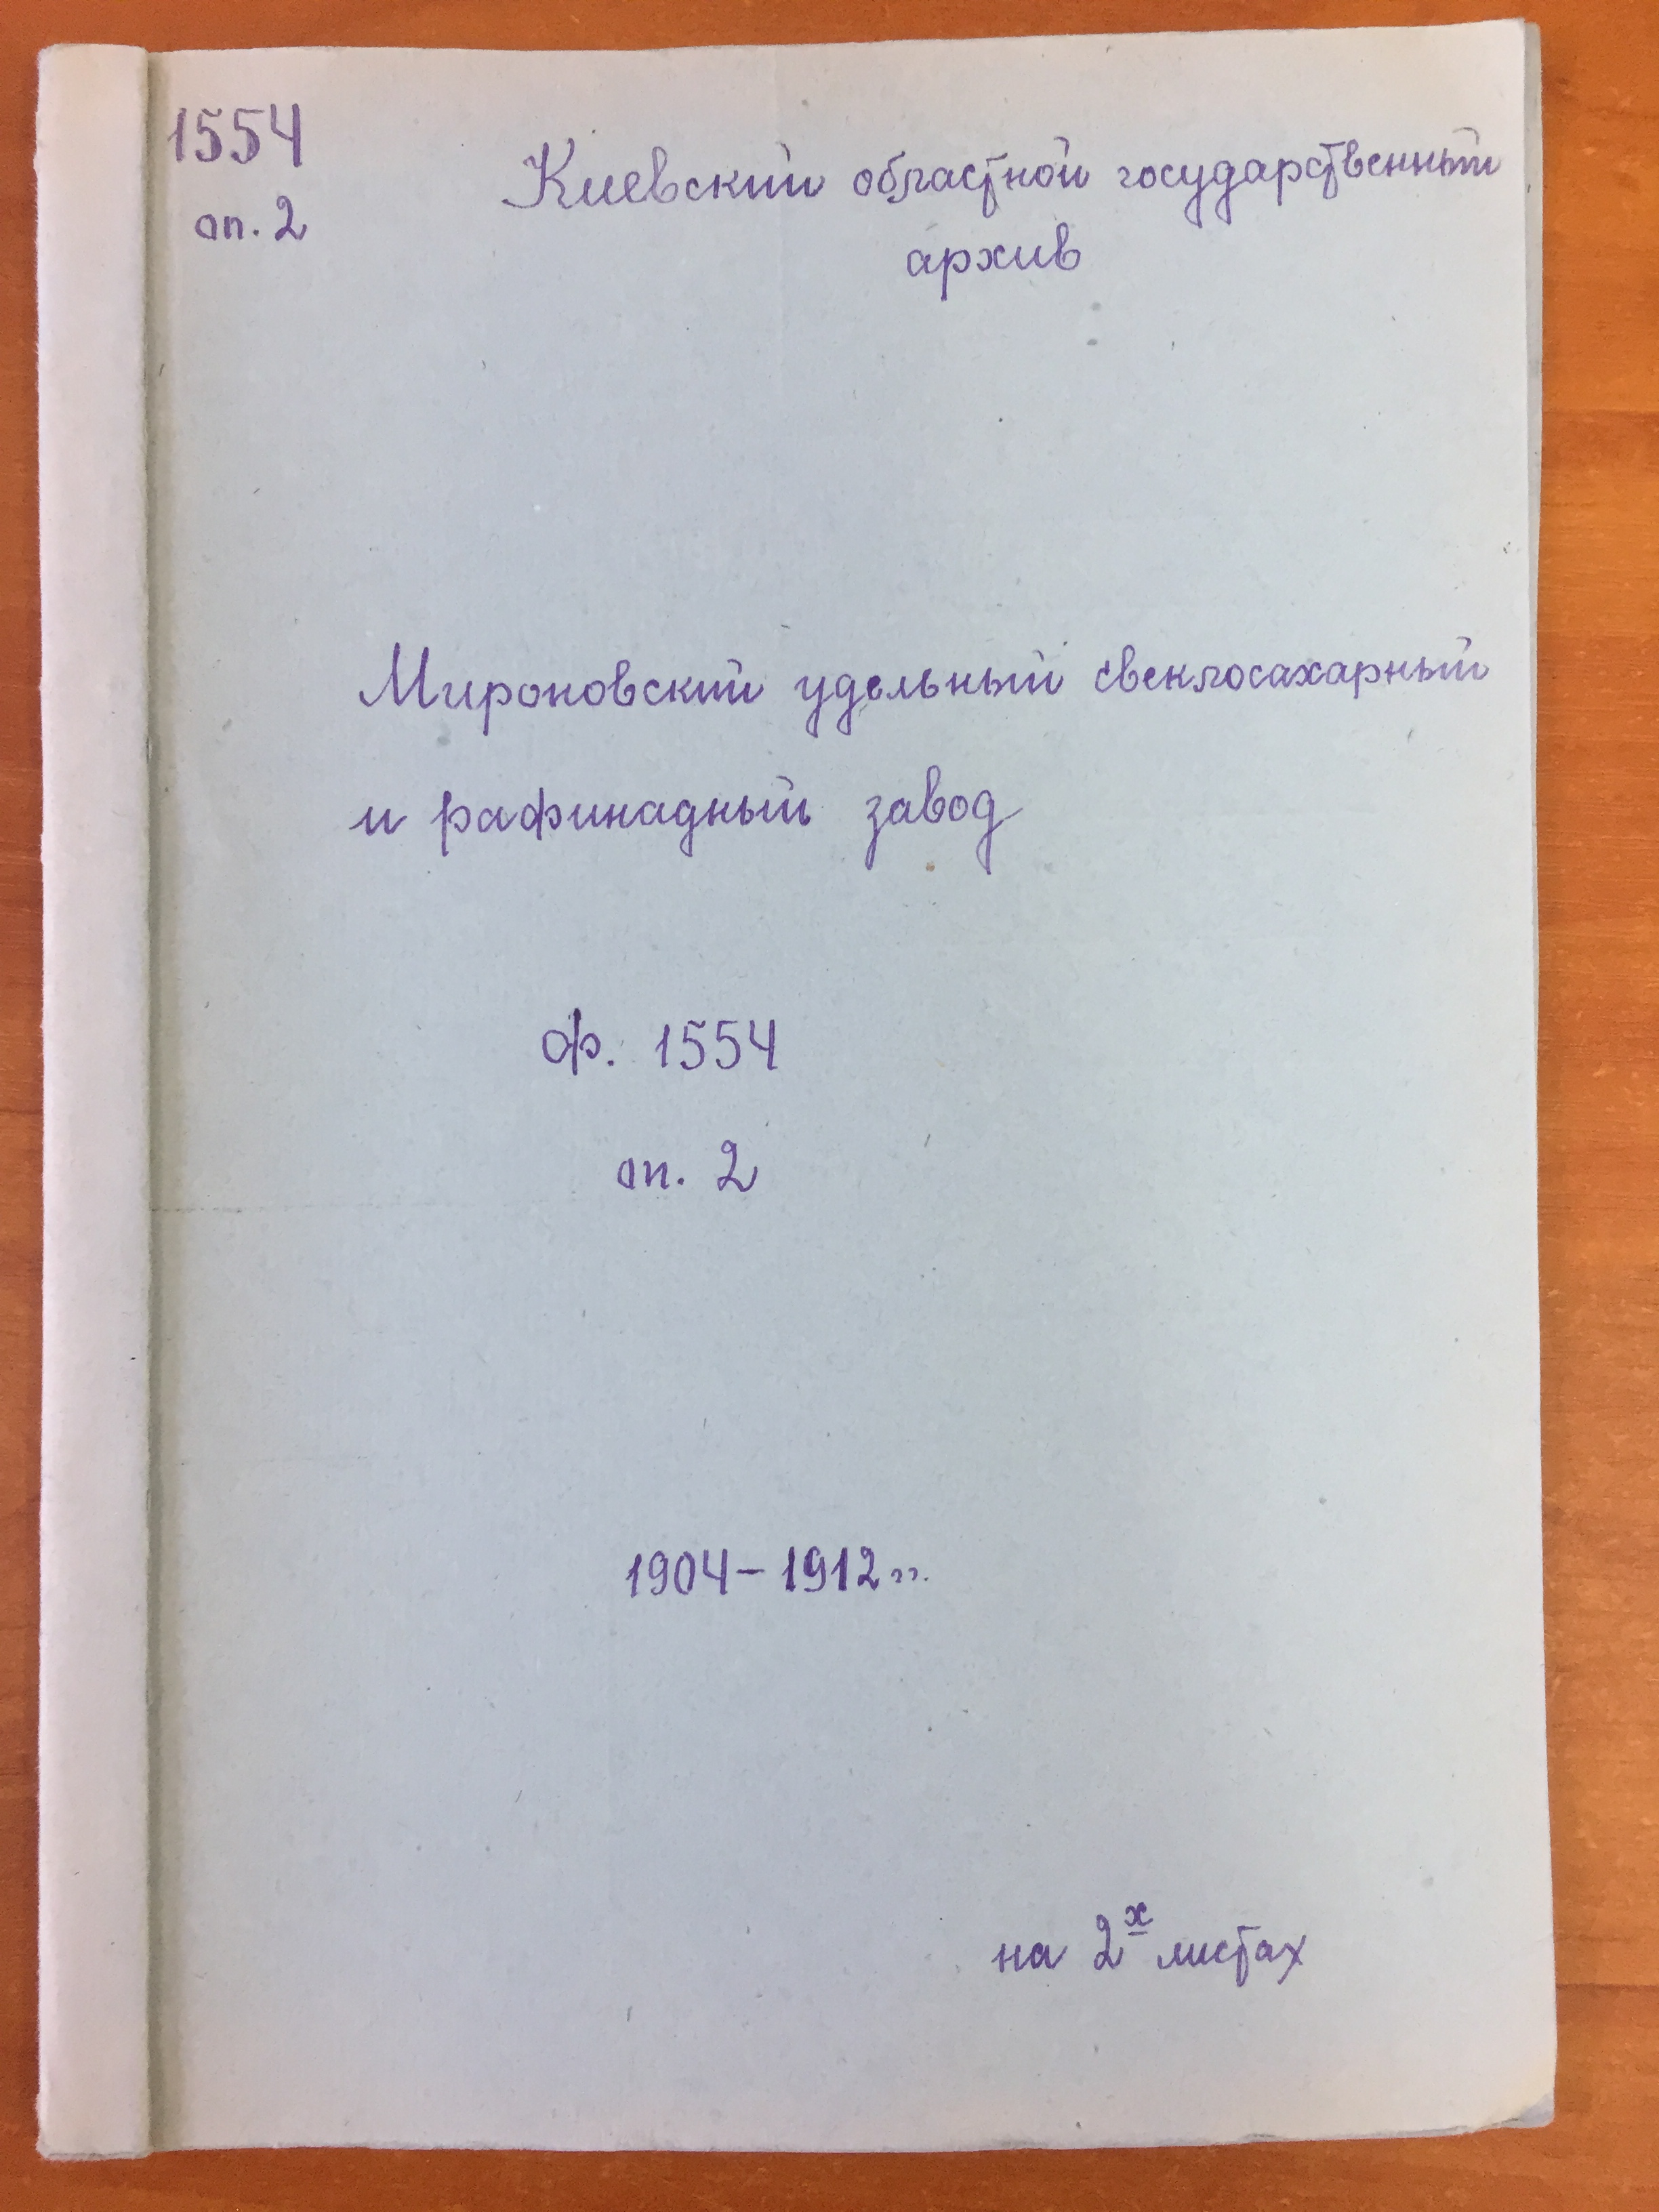 1554
оп. 2
Киевский областной государственный
архив
Мироновский удельный свеклосахарный
и рафинадный завод
Ф. 1554
оп. 2
1904 – 1912 гг.
на 2х листах